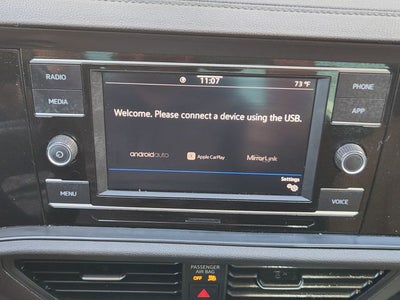 RADIO
MEDIA
MENU
11:07
73 °F
Welcome. Please connect a device using the USB.
androidauto
Apple CarPlay
MirrorLink
Settings
PHONE
APP
VOICE
PASSENGER
AIR BAG
OFF